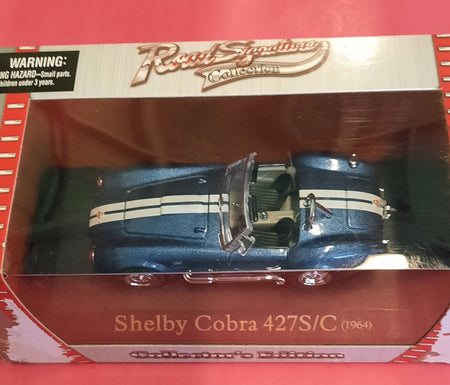 WARNING:
NG HAZARD—Small parts.
hildren under 3 years.
Road Signature
Collection
Shelby Cobra 427S/C (1964)
Collector's Edition